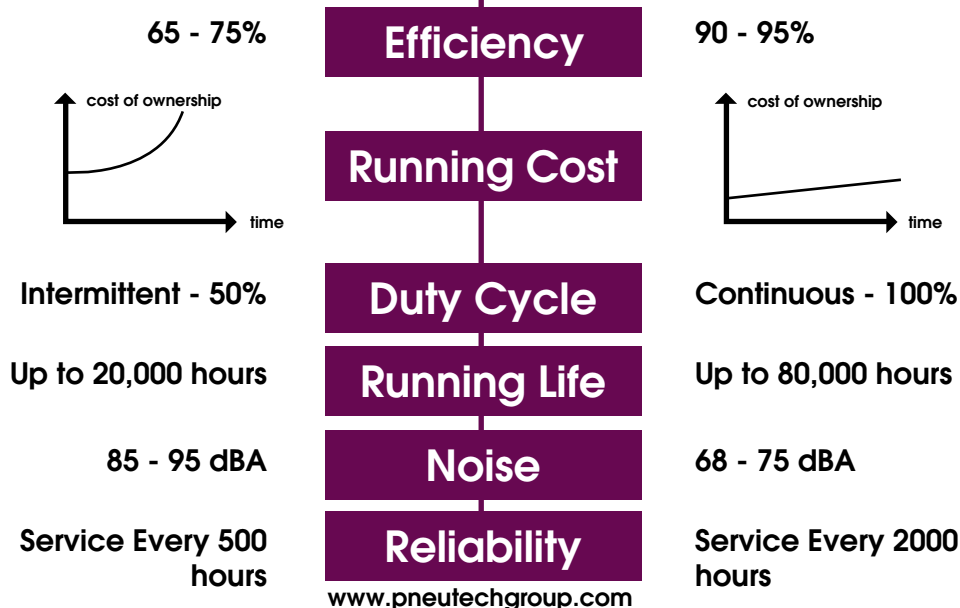 65 - 75%
Efficiency
90 - 95%
cost of ownership
time
Running Cost
cost of ownership
time
Intermittent - 50%
Duty Cycle
Continuous - 100%
Up to 20,000 hours
Running Life
Up to 80,000 hours
85 - 95 dBA
Noise
68 - 75 dBA
Service Every 500
hours
Reliability
Service Every 2000
hours
www.pneutechgroup.com